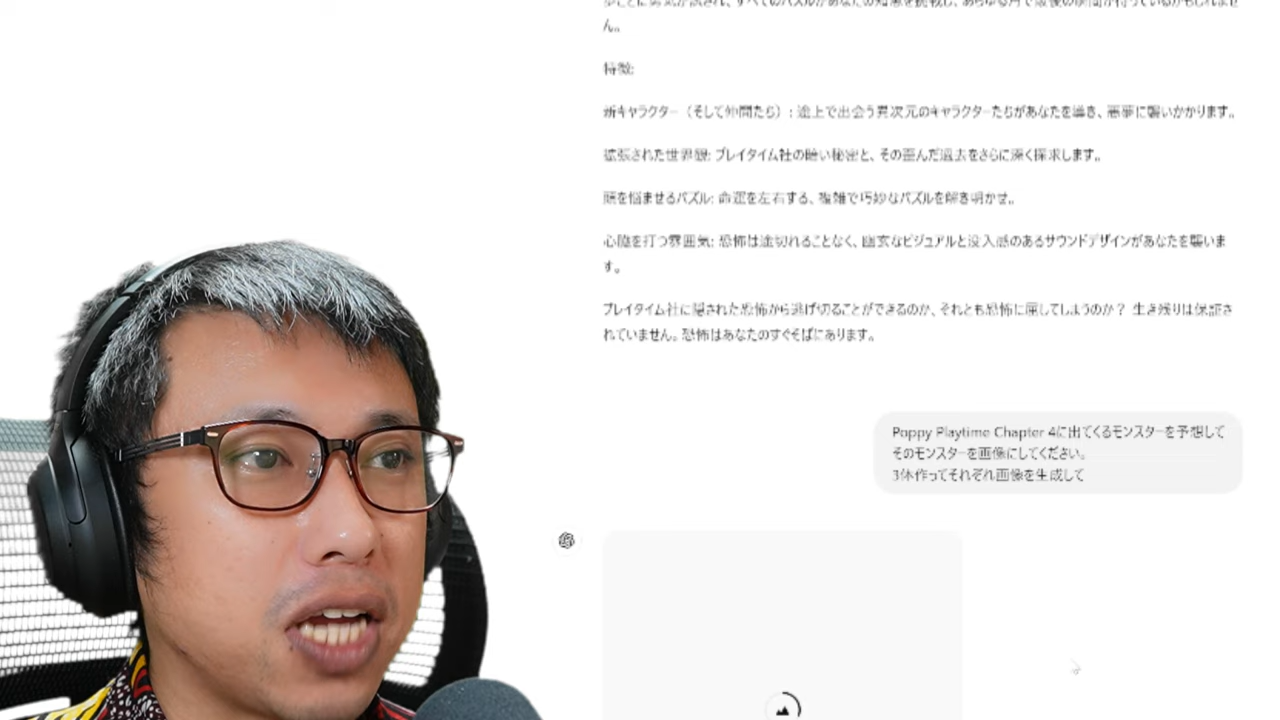 ん。
特徴:
新キャラクター（そして仲間たち）: 途上で出会う異次元のキャラクターたちがあなたを導き、悪夢に襲いかかります。
拡張された世界観: プレイタイム社の暗い秘密と、その歪んだ過去をさらに深く探求します。
頭を悩ませるパズル: 命運を左右する、複雑で巧妙なパズルを解き明かせ。
心臓を打つ雰囲気: 恐怖は途切れることなく、幽玄なビジュアルと没入感のあるサウンドデザインがあなたを襲いま
す。
プレイタイム社に隠された恐怖から逃げ切ることができるのか、それとも恐怖に屈してしまうのか？ 生き残りは保証さ
れていません。恐怖はあなたのすぐそばにあります。
Poppy Playtime Chapter 4に出てくるモンスターを予想して
そのモンスターを画像にしてください。
3体作ってそれぞれ画像を生成して